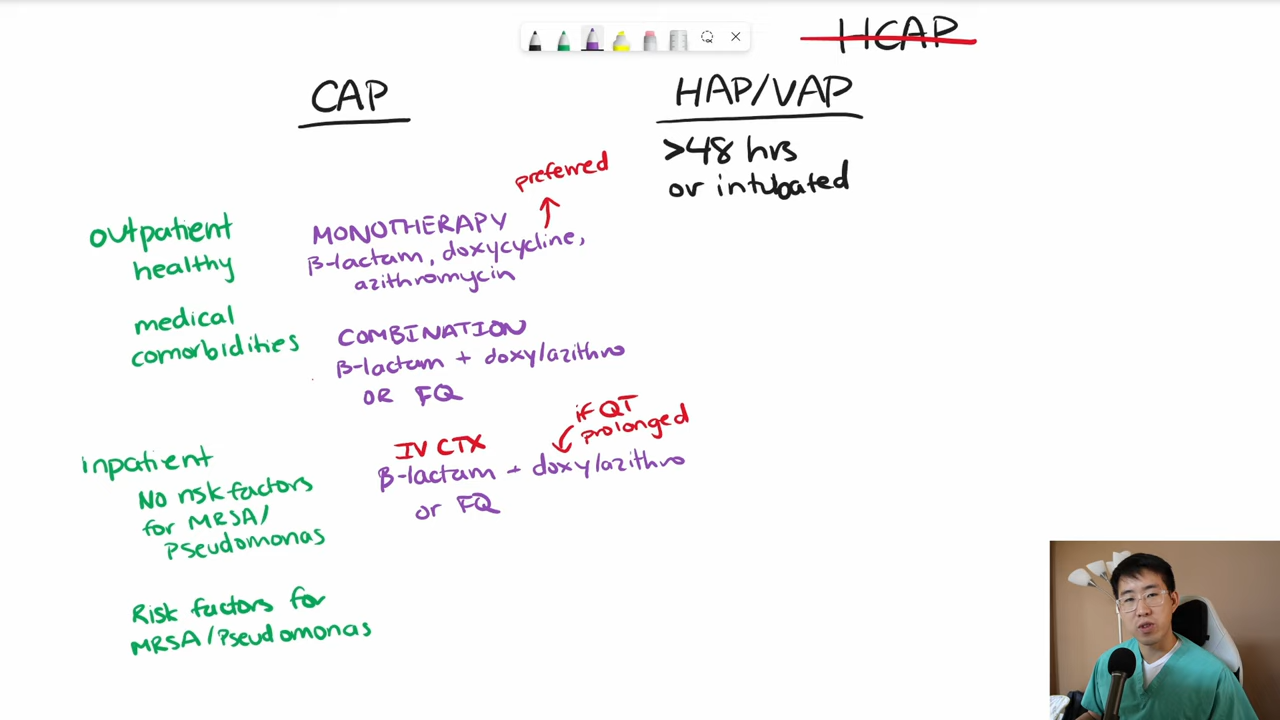 HCAP
CAP
HAP/VAP
>48 hrs
or intubated
preferred
outpatient
healthy
MONOTHERAPY
β-lactam, doxycycline,
azithromycin
medical
comorbidities
COMBINATION
β-lactam + doxy/azithro
OR FQ
if QT
prolonged
inpatient
No risk factors
for MRSA/
Pseudomonas
IV CTX
β-lactam + doxy/azithro
or FQ
Risk factors for
MRSA/Pseudomonas